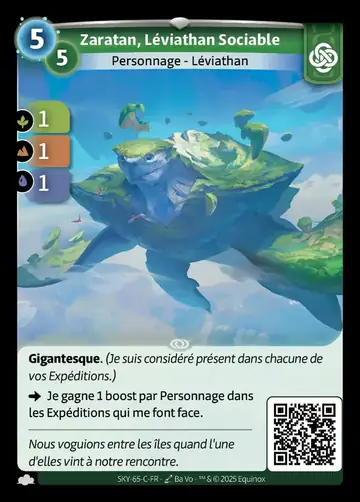 5
5
Zaratan, Léviathan Sociable
Personnage - Léviathan
1
1
1
Gigantesque. (Je suis considéré présent dans chacune de
vos Expéditions.)
Je gagne 1 boost par Personnage dans
les Expéditions qui me font face.
Nous voguions entre les îles quand l'une
d'elles vint à notre rencontre.
SKY-65-C-FR - Ba Vo - ™ & © 2025 Equinox